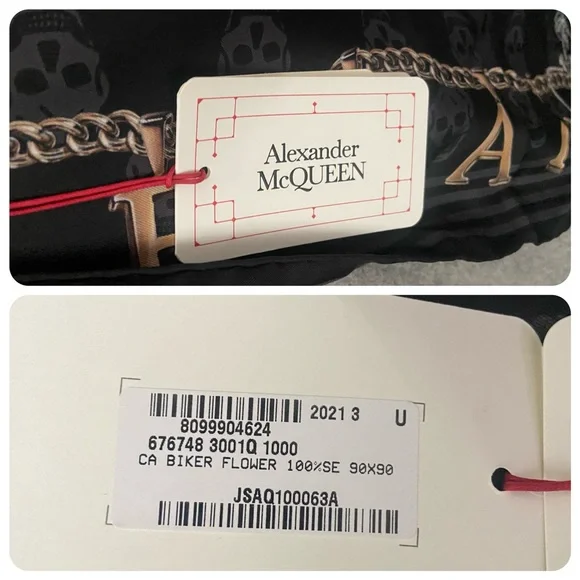 Alexander
McQUEEN
A
2021 3 U
8099904624
676748 3001Q 1000
CA BIKER FLOWER 100%SE 90X90
JSAQ100063A